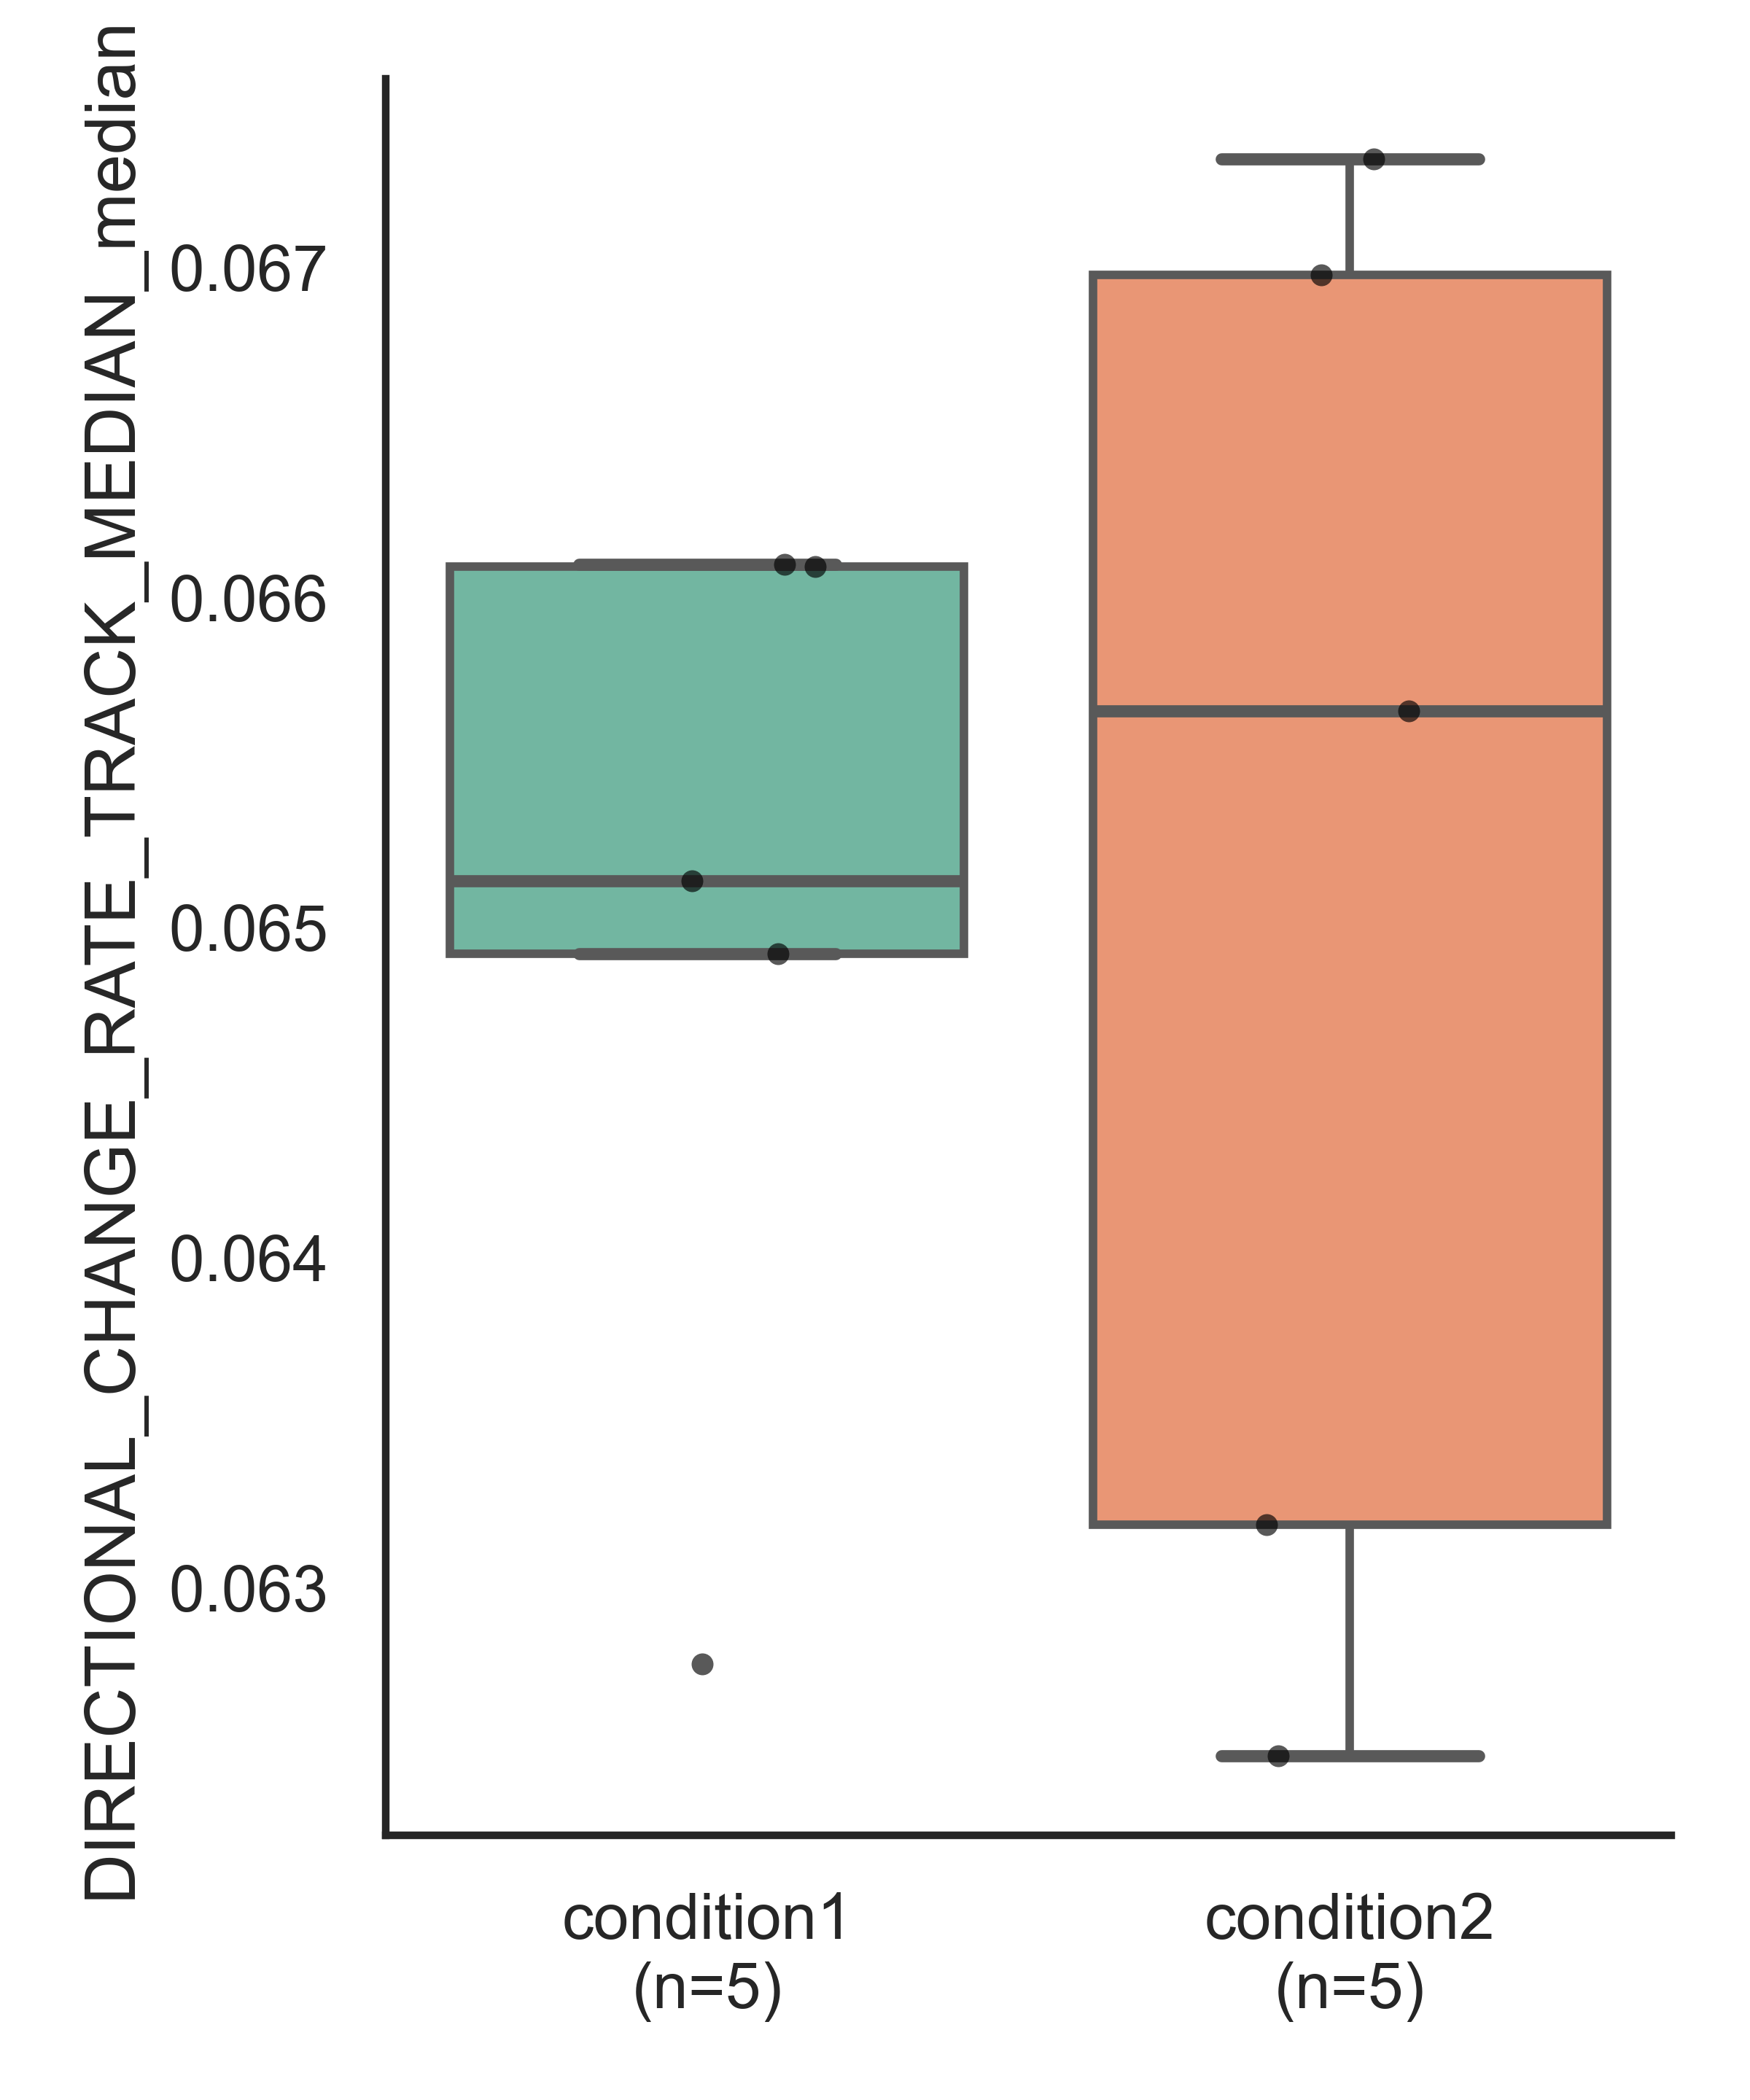 DIRECTIONAL_CHANGE_RATE_TRACK_MEDIAN_median
0.067
0.066
0.065
0.064
0.063
condition1
(n=5)
condition2
(n=5)